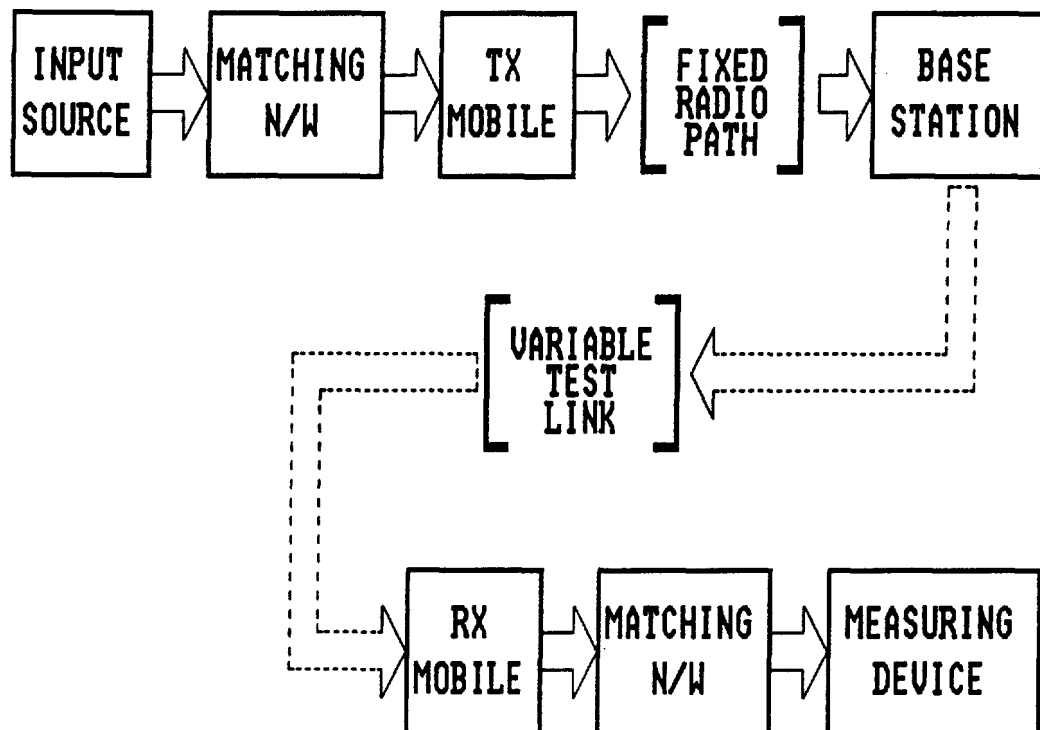 INPUT
SOURCE
MATCHING
N/W
TX
MOBILE
FIXED
RADIO
PATH
BASE
STATION
VARIABLE
TEST
LINK
RX
MOBILE
MATCHING
N/W
MEASURING
DEVICE